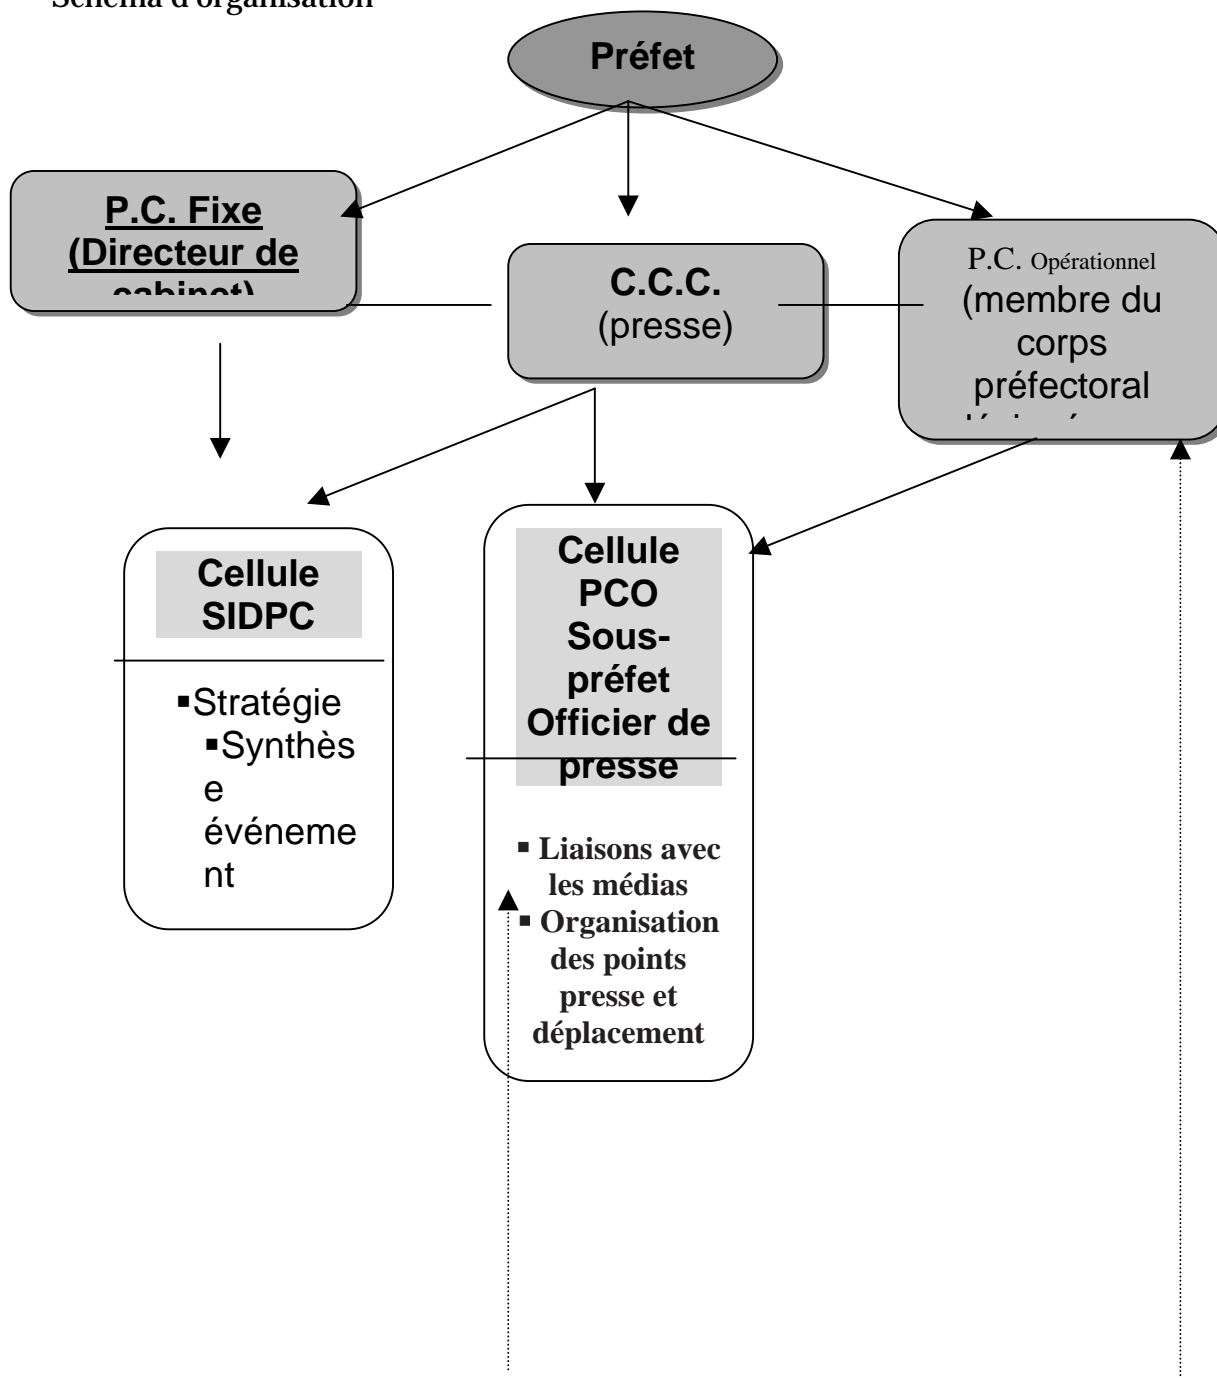 Schéma d'organisation
Préfet
P.C. Fixe
(Directeur de
cabinet)
C.C.C.
(presse)
P.C. Opérationnel
(membre du
corps
préfectoral
Cellule
SIDPC
▪Stratégie
▪Synthès
e
événeme
nt
Cellule
PCO
Sous-
préfet
Officier de
presse
▪ Liaisons avec
les médias
▪ Organisation
des points
presse et
déplacement